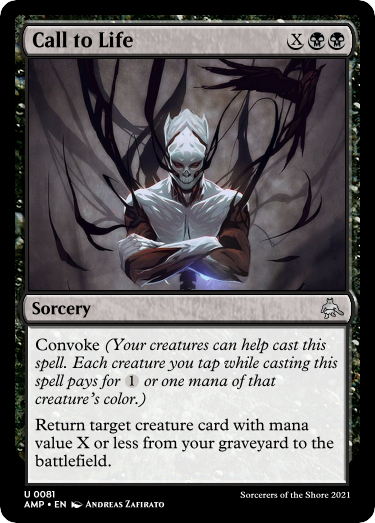 Call to Life X
Sorcery
Convoke (Your creatures can help cast this
spell. Each creature you tap while casting this
spell pays for 1 or one mana of that
creature's color.)
Return target creature card with mana
value X or less from your graveyard to the
battlefield.
U 0081
AMP • EN Andreas Zafirato
Sorcerers of the Shore 2021